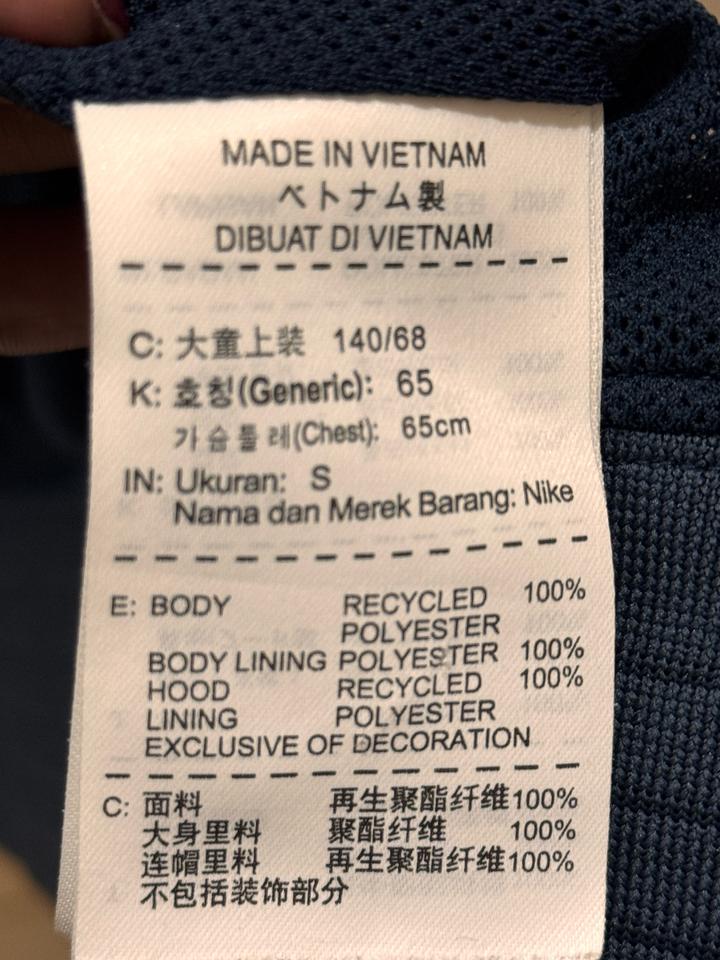 MADE IN VIETNAM
ベトナム製
DIBUAT DI VIETNAM
C: 大童上装 140/68
K: 호칭(Generic): 65
가슴둘레(Chest): 65cm
IN: Ukuran: S
Nama dan Merek Barang: Nike
E: BODY RECYCLED 100%
POLYESTER
BODY LINING POLYESTER 100%
HOOD RECYCLED 100%
LINING POLYESTER
EXCLUSIVE OF DECORATION
C: 面料 再生聚酯纤维100%
大身里料 聚酯纤维 100%
连帽里料 再生聚酯纤维100%
不包括装饰部分